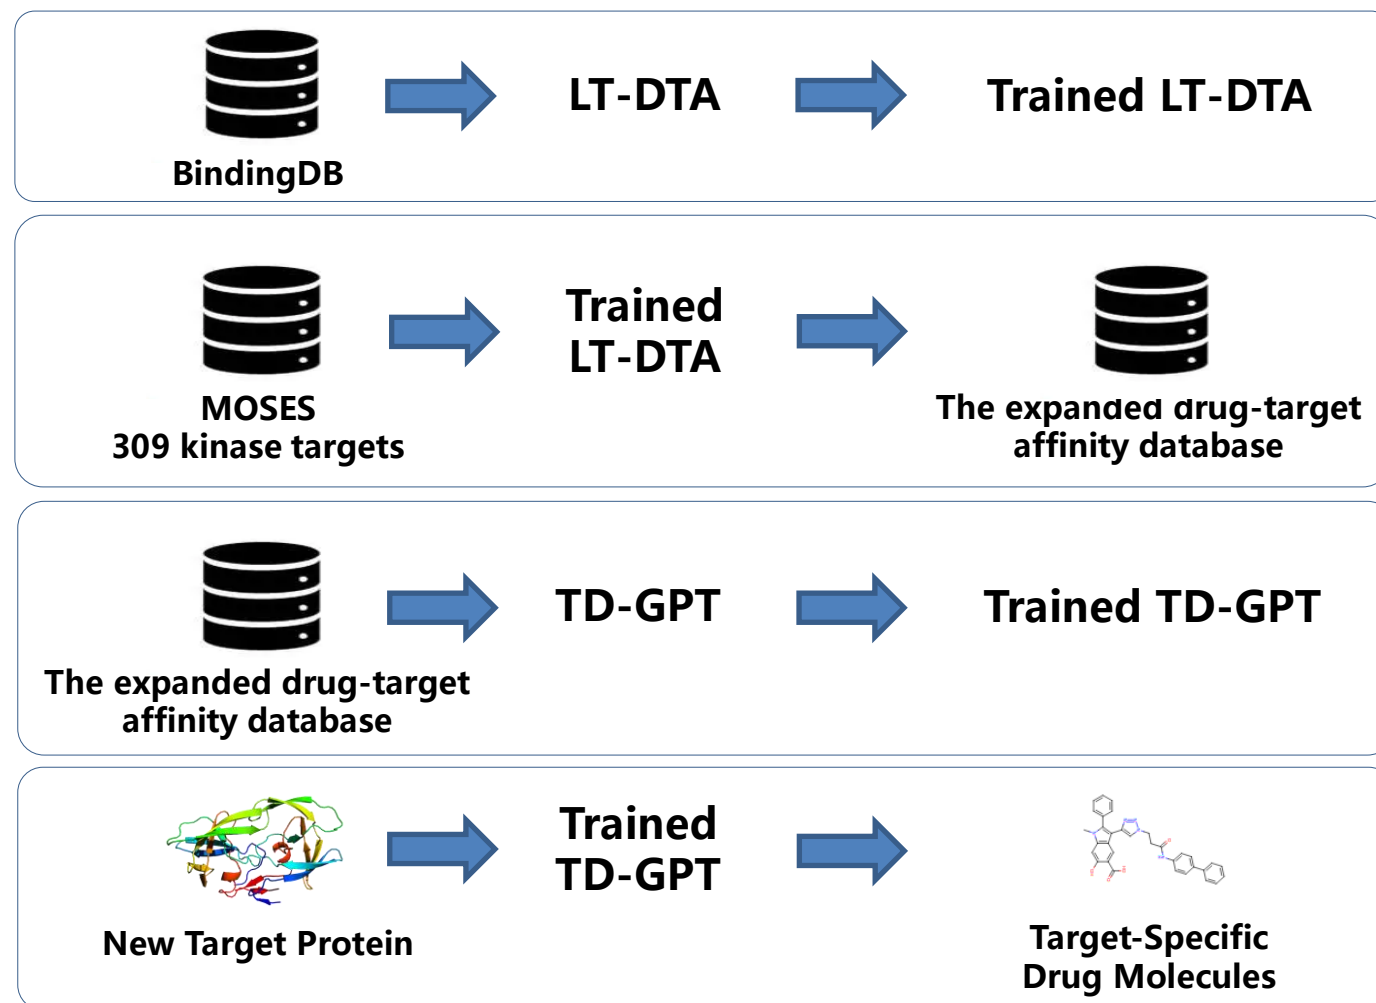 LT-DTA
Trained LT-DTA
BindingDB
Trained
LT-DTA
MOSES
309 kinase targets
The expanded drug-target
affinity database
TD-GPT
Trained TD-GPT
The expanded drug-target
affinity database
Trained
TD-GPT
New Target Protein
Target-Specific
Drug Molecules